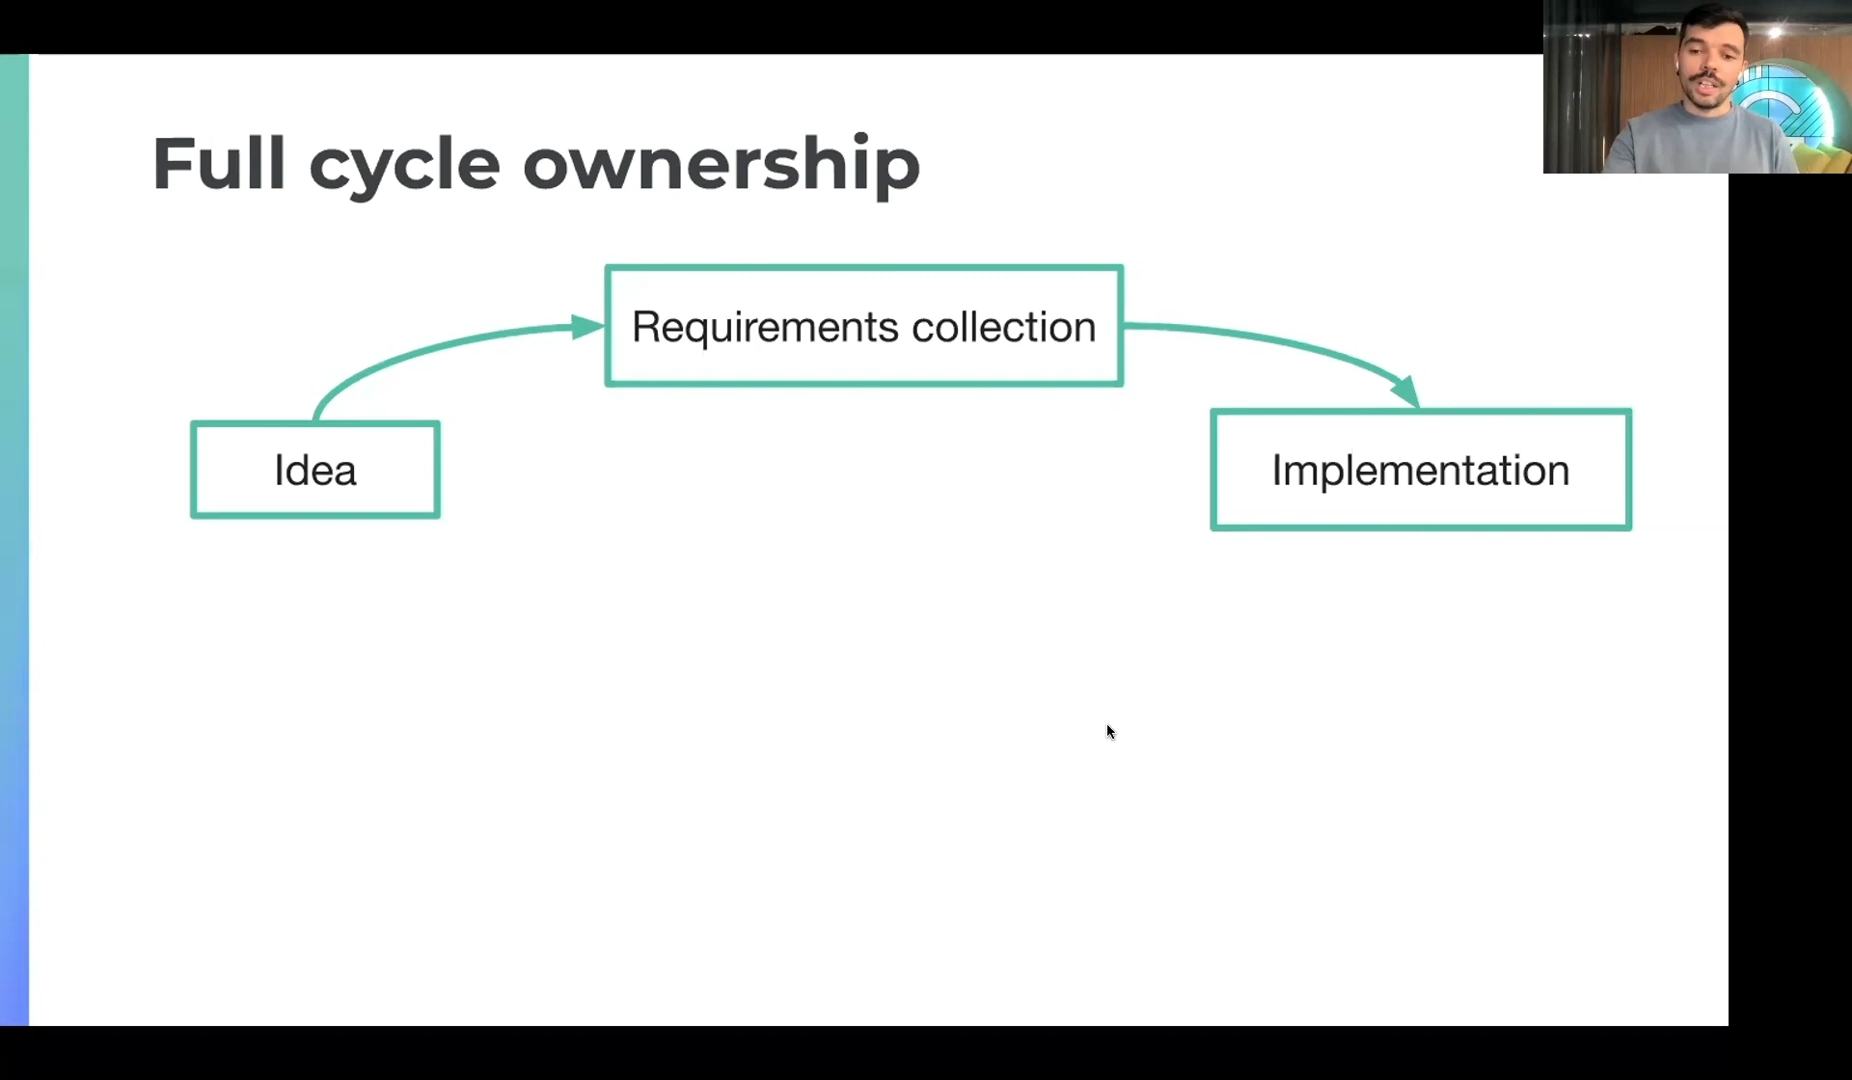 Full cycle ownership
Requirements collection
Idea
Implementation